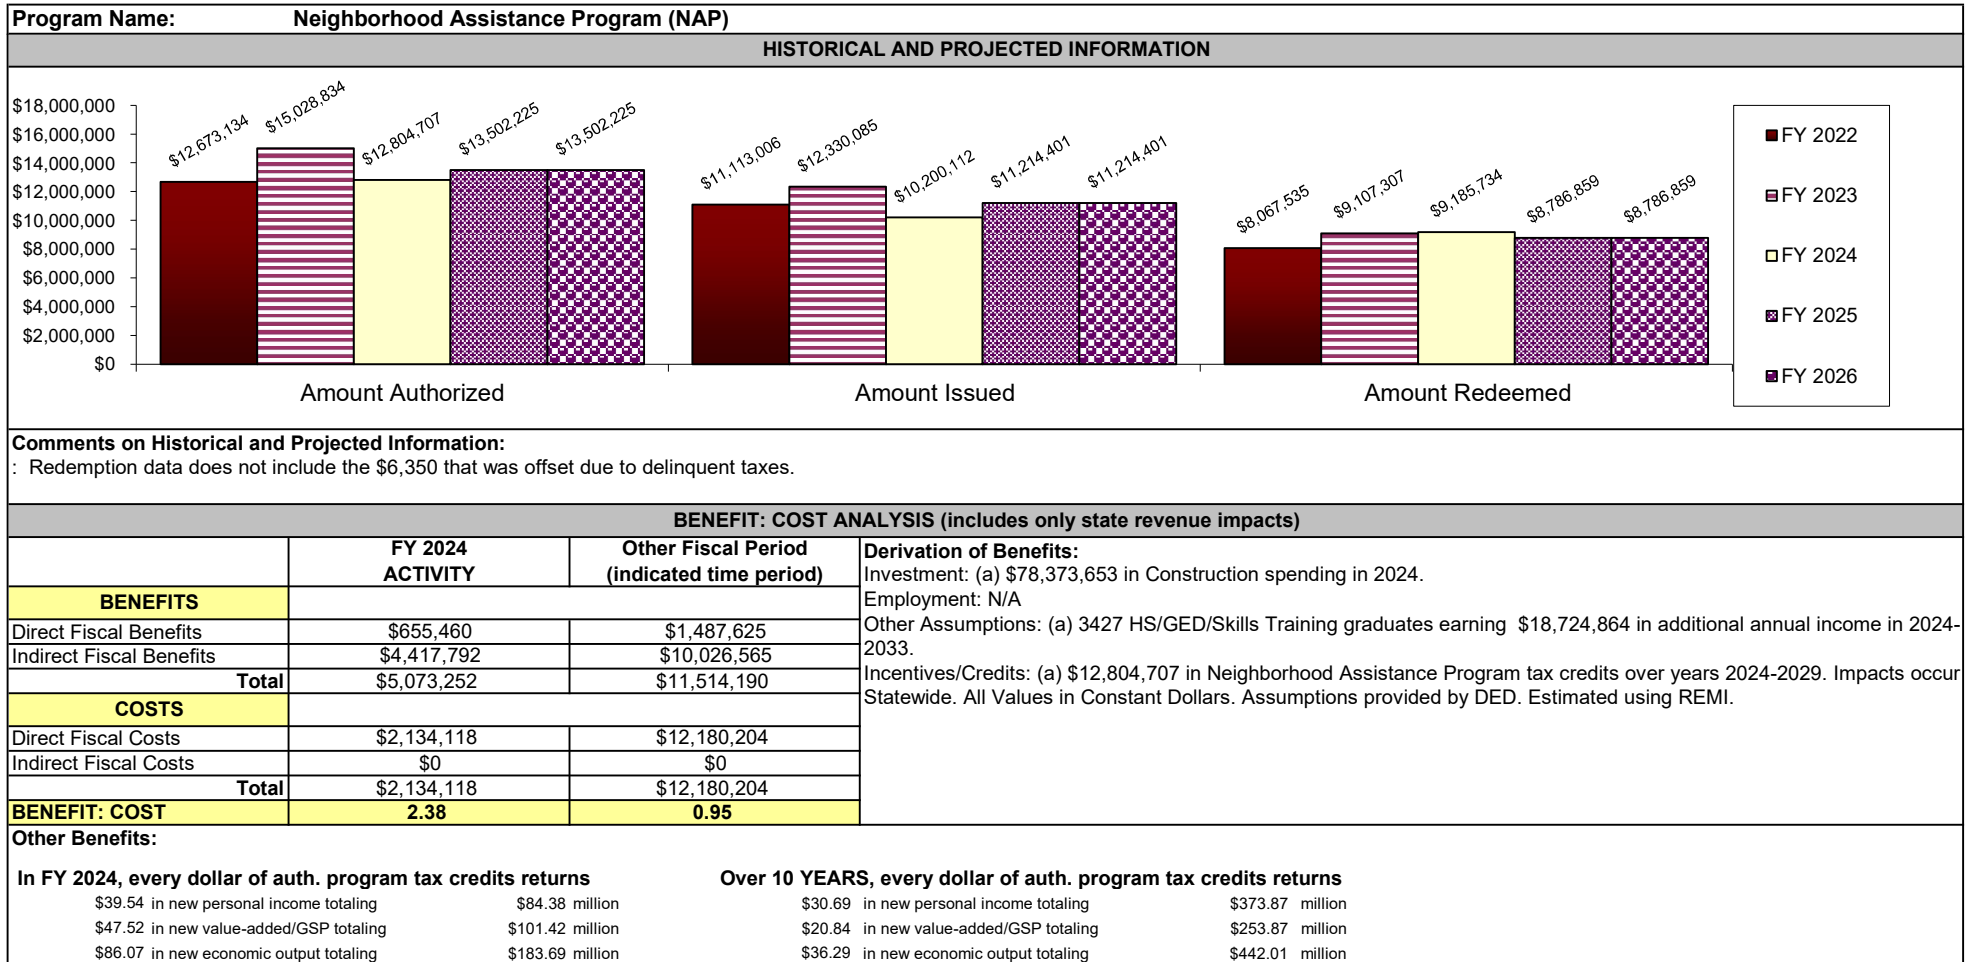 Program Name: Neighborhood Assistance Program (NAP)
HISTORICAL AND PROJECTED INFORMATION
$18,000,000
$16,000,000
$14,000,000
$12,000,000
$10,000,000
$8,000,000
$6,000,000
$4,000,000
$2,000,000
$0
$12,673,134 $15,028,834 $12,804,707 $13,502,225 $13,502,225
$11,113,006 $12,330,085 $10,200,112 $11,214,401 $11,214,401
$8,067,535 $9,107,307 $9,185,734 $8,786,859 $8,786,859
Amount Authorized Amount Issued Amount Redeemed
FY 2022
FY 2023
FY 2024
FY 2025
FY 2026
Comments on Historical and Projected Information:
: Redemption data does not include the $6,350 that was offset due to delinquent taxes.
BENEFIT: COST ANALYSIS (includes only state revenue impacts)
FY 2024 ACTIVITY
Other Fiscal Period (indicated time period)
BENEFITS
Direct Fiscal Benefits $655,460 $1,487,625
Indirect Fiscal Benefits $4,417,792 $10,026,565
Total $5,073,252 $11,514,190
COSTS
Direct Fiscal Costs $2,134,118 $12,180,204
Indirect Fiscal Costs $0 $0
Total $2,134,118 $12,180,204
BENEFIT: COST 2.38 0.95
Derivation of Benefits:
Investment: (a) $78,373,653 in Construction spending in 2024.
Employment: N/A
Other Assumptions: (a) 3427 HS/GED/Skills Training graduates earning $18,724,864 in additional annual income in 2024-
2033.
Incentives/Credits: (a) $12,804,707 in Neighborhood Assistance Program tax credits over years 2024-2029. Impacts occur
Statewide. All Values in Constant Dollars. Assumptions provided by DED. Estimated using REMI.
Other Benefits:
In FY 2024, every dollar of auth. program tax credits returns
$39.54 in new personal income totaling $84.38 million
$47.52 in new value-added/GSP totaling $101.42 million
$86.07 in new economic output totaling $183.69 million
Over 10 YEARS, every dollar of auth. program tax credits returns
$30.69 in new personal income totaling $373.87 million
$20.84 in new value-added/GSP totaling $253.87 million
$36.29 in new economic output totaling $442.01 million